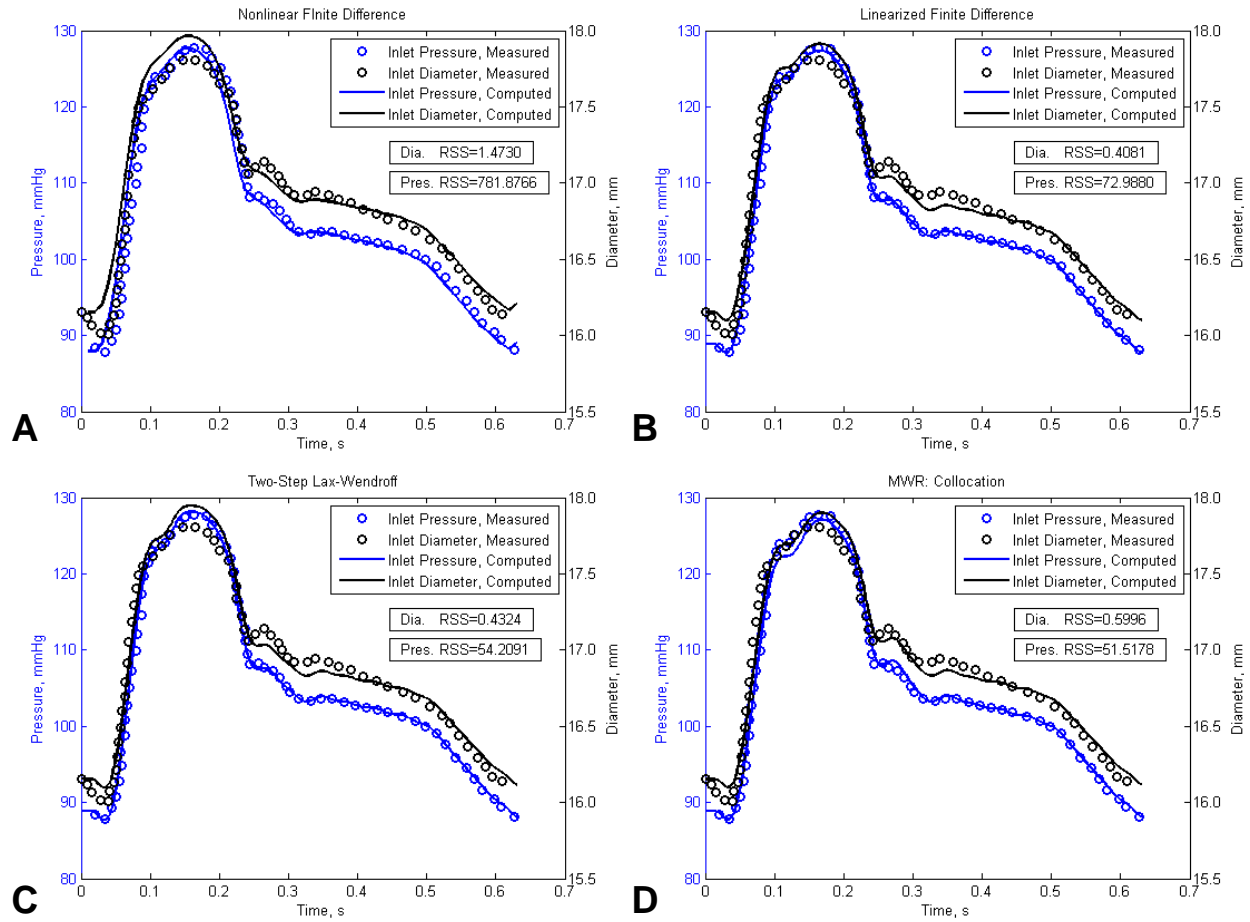 Nonlinear FInite Difference
130
120
110
100
90
80
Pressure, mmHg
18.0
17.5
17.0
16.5
16.0
15.5
Diameter, mm
Inlet Pressure, Measured
Inlet Diameter, Measured
Inlet Pressure, Computed
Inlet Diameter, Computed
Dia. RSS=1.4730
Pres. RSS=781.8766
0 0.1 0.2 0.3 0.4 0.5 0.6 0.7
Time, s
A
Linearized Finite Difference
130
120
110
100
90
80
Pressure, mmHg
18.0
17.5
17.0
16.5
16.0
15.5
Diameter, mm
Inlet Pressure, Measured
Inlet Diameter, Measured
Inlet Pressure, Computed
Inlet Diameter, Computed
Dia. RSS=0.4081
Pres. RSS=72.9880
0 0.1 0.2 0.3 0.4 0.5 0.6 0.7
Time, s
B
Two-Step Lax-Wendroff
130
120
110
100
90
80
Pressure, mmHg
18.0
17.5
17.0
16.5
16.0
15.5
Diameter, mm
Inlet Pressure, Measured
Inlet Diameter, Measured
Inlet Pressure, Computed
Inlet Diameter, Computed
Dia. RSS=0.4324
Pres. RSS=54.2091
0 0.1 0.2 0.3 0.4 0.5 0.6 0.7
Time, s
C
MWR: Collocation
130
120
110
100
90
80
Pressure, mmHg
18.0
17.5
17.0
16.5
16.0
15.5
Diameter, mm
Inlet Pressure, Measured
Inlet Diameter, Measured
Inlet Pressure, Computed
Inlet Diameter, Computed
Dia. RSS=0.5996
Pres. RSS=51.5178
0 0.1 0.2 0.3 0.4 0.5 0.6 0.7
Time, s
D